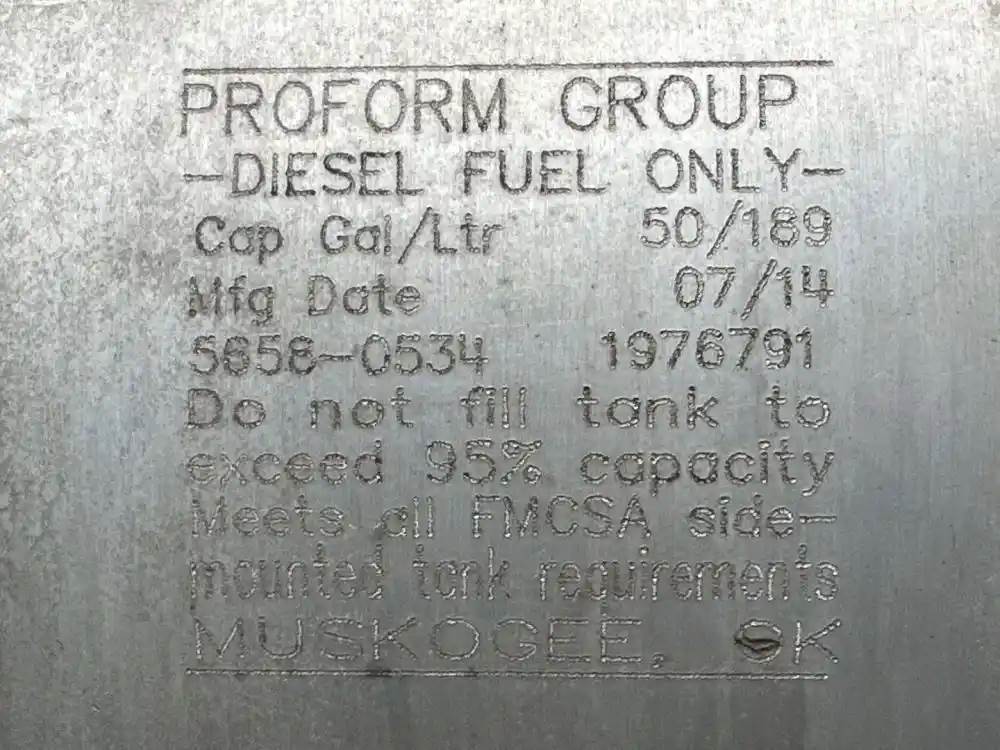 PROFORM GROUP
-DIESEL FUEL ONLY-
Cap Gal/Ltr 50/189
Mfg Date 07/14
5658-0534 1976791
Do not fill tank to
exceed 95% capacity
Meets all FMCSA side-
mounted tank requirements
MUSKOGEE, OK